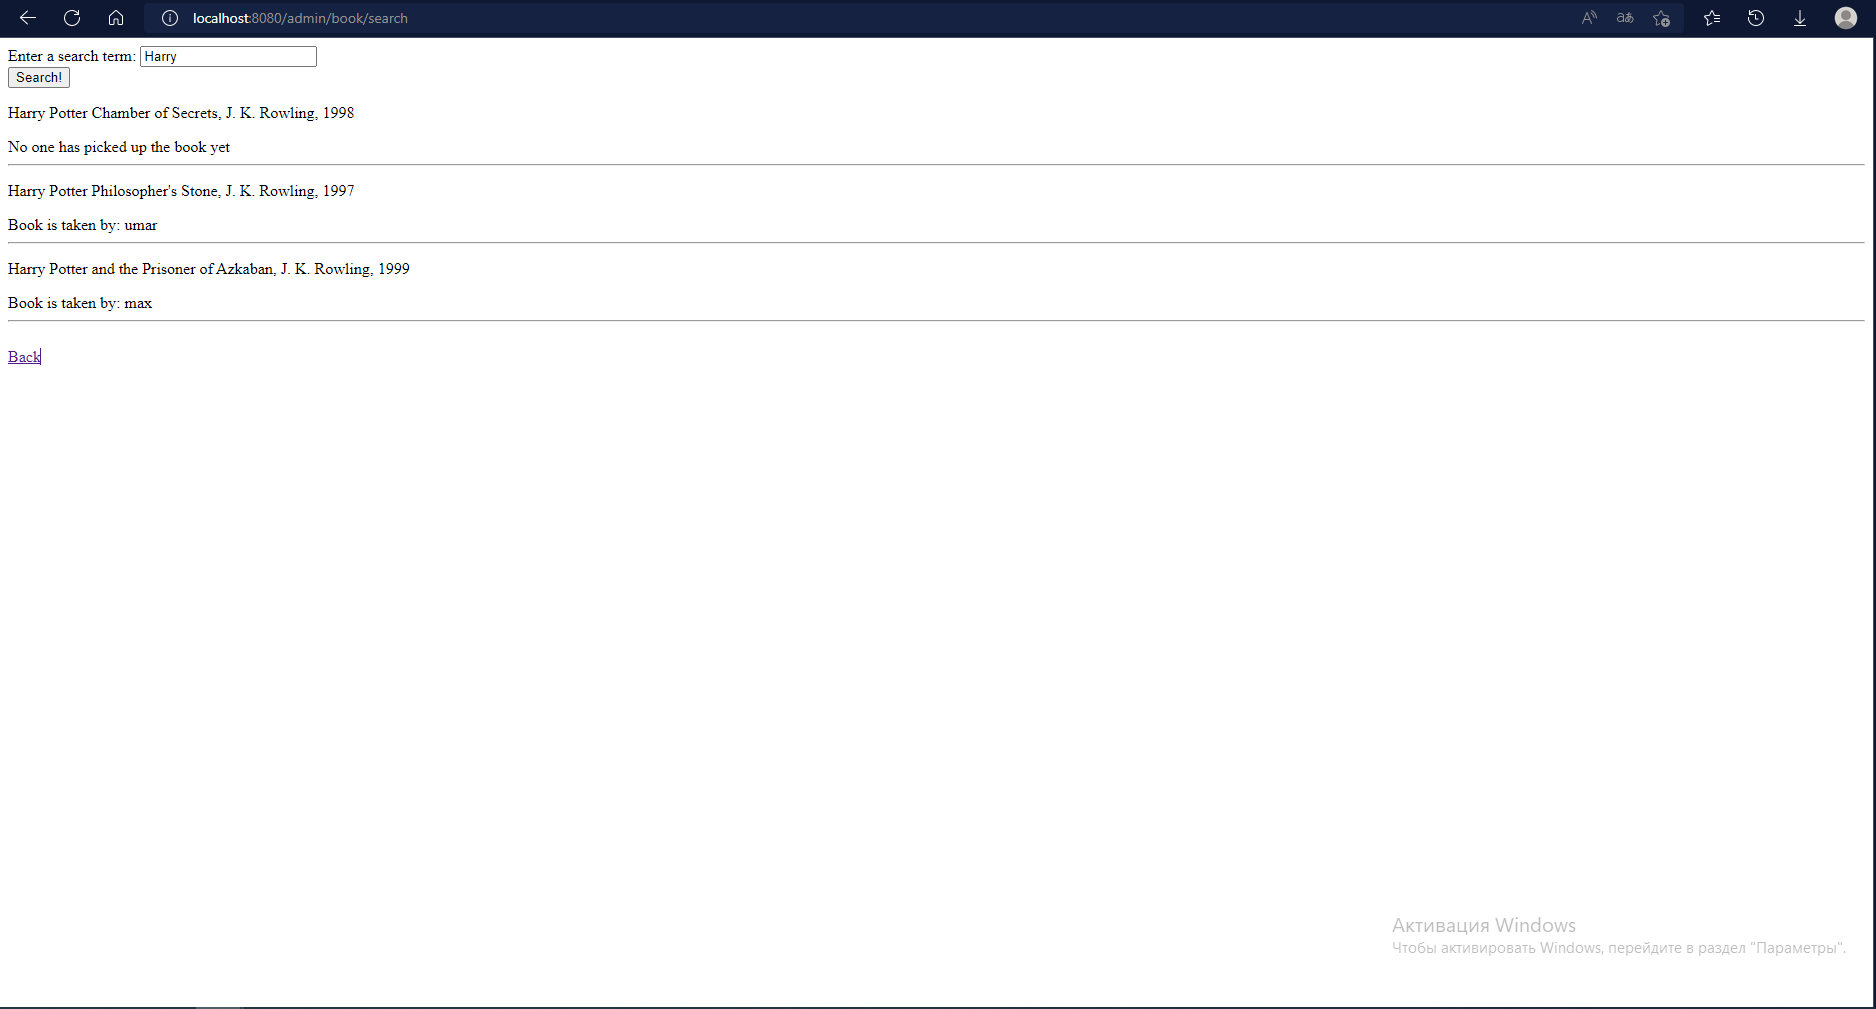 localhost:8080/admin/book/search
Enter a search term: Harry
Search!
Harry Potter Chamber of Secrets, J. K. Rowling, 1998
No one has picked up the book yet
Harry Potter Philosopher's Stone, J. K. Rowling, 1997
Book is taken by: umar
Harry Potter and the Prisoner of Azkaban, J. K. Rowling, 1999
Book is taken by: max
Back
Активация Windows
Чтобы активировать Windows, перейдите в раздел "Параметры".